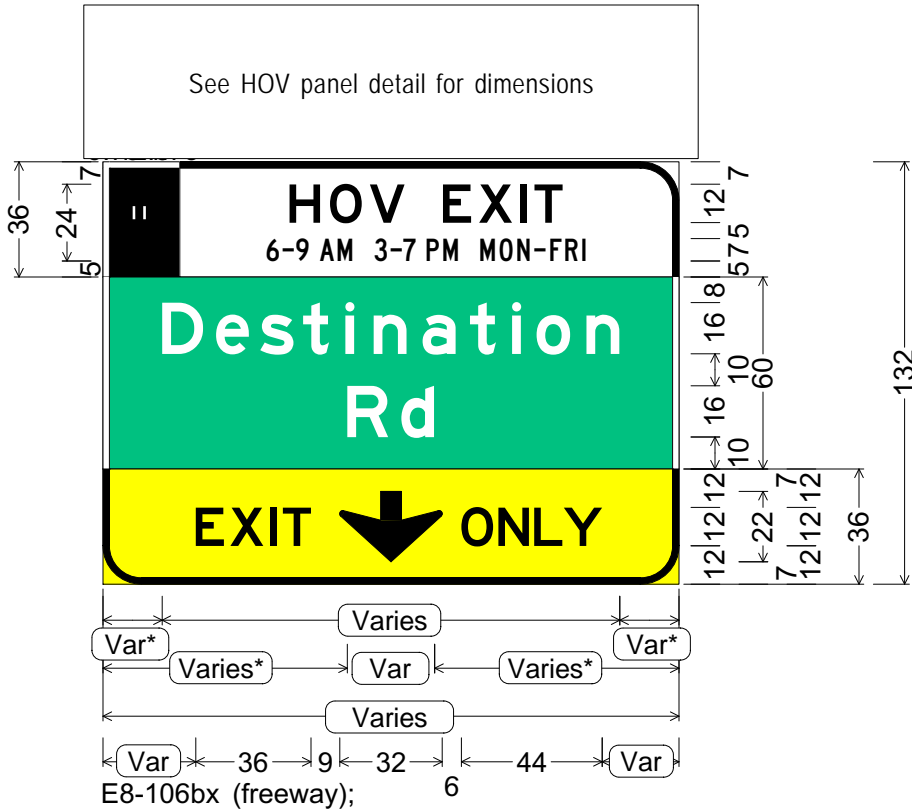 See HOV panel detail for dimensions
HOV EXIT
6-9 AM 3-7 PM MON-FRI
Destination
Rd
EXIT ONLY
36
7
24
5
7
12
5
7
5
8
16
10
16
10
60
132
12
12
12
7
22
7
12
12
12
36
Var*
Varies
Var*
Varies*
Var
Varies*
Varies
Var
36
9
32
6
44
Var
E8-106bx (freeway);